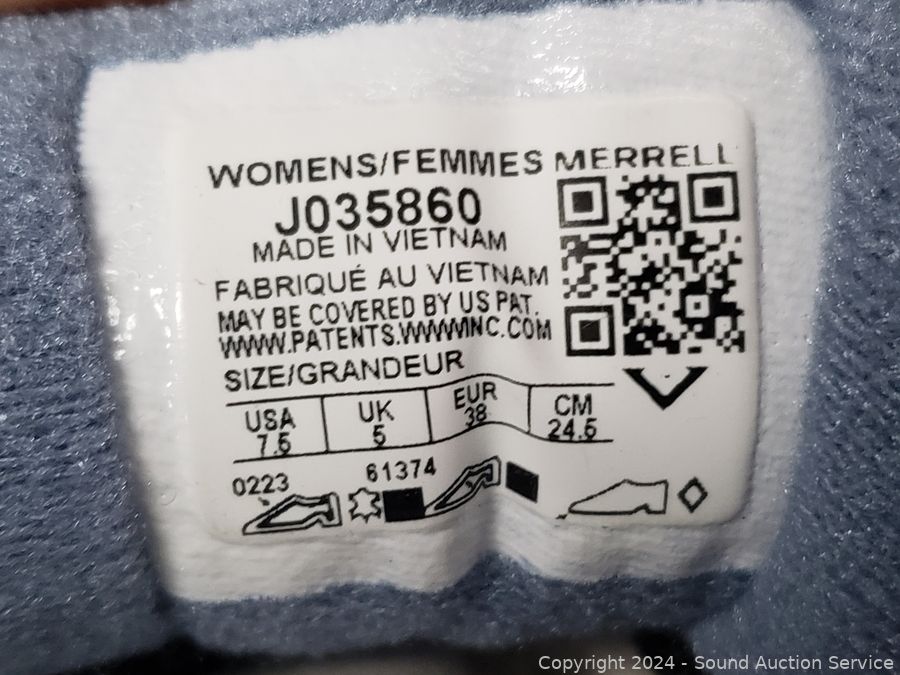 WOMENS/FEMMES MERRELL
J035860
MADE IN VIETNAM
FABRIQUÉ AU VIETNAM
MAY BE COVERED BY US PAT.
WWW.PATENTS.WWWINC.COM
SIZE/GRANDEUR
USA UK EUR CM
7.5 5 38 24.5
0223 61374
Copyright 2024 - Sound Auction Service